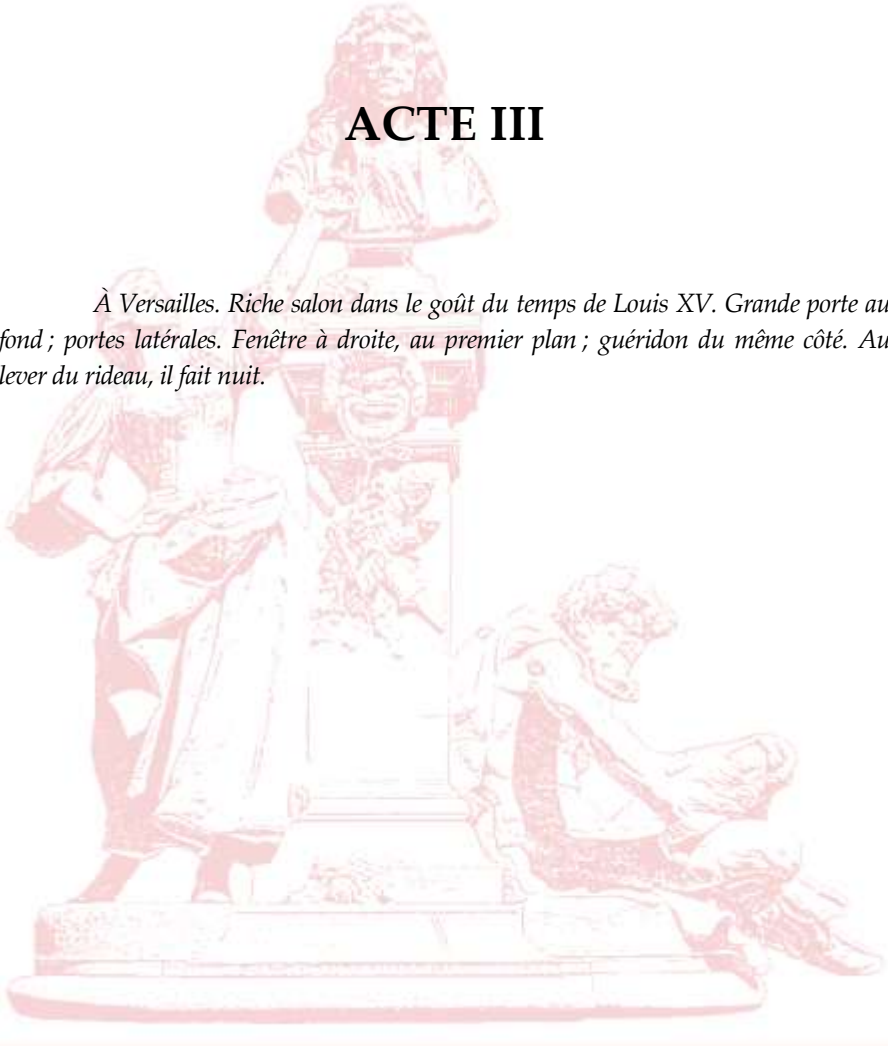 ACTE III
À Versailles. Riche salon dans le goût du temps de Louis XV. Grande porte au
fond ; portes latérales. Fenêtre à droite, au premier plan ; guéridon du même côté. Au
lever du rideau, il fait nuit.